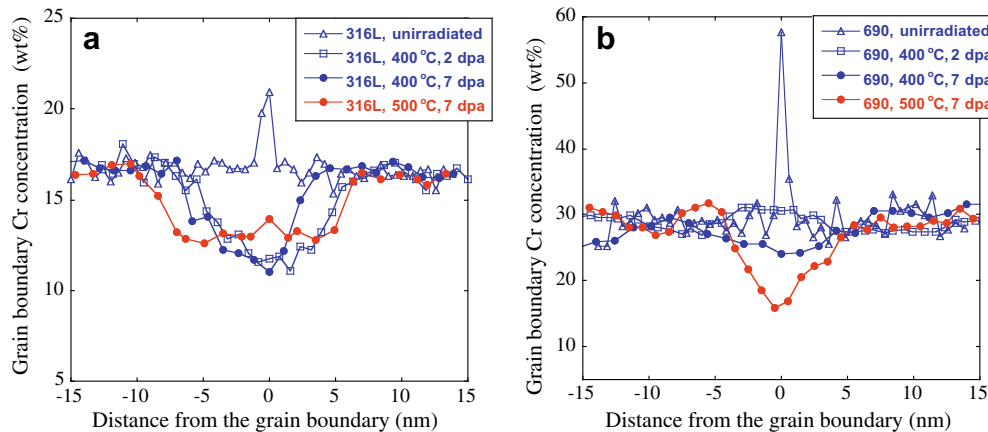 a
316L, unirradiated
316L, 400 °C, 2 dpa
316L, 400 °C, 7 dpa
316L, 500 °C, 7 dpa
Grain boundary Cr concentration (wt%)
25
20
15
10
5
-15
-10
-5
0
5
10
15
Distance from the grain boundary (nm)
b
690, unirradiated
690, 400 °C, 2 dpa
690, 400 °C, 7 dpa
690, 500 °C, 7 dpa
Grain boundary Cr concentration (wt%)
60
50
40
30
20
10
5
-15
-10
-5
0
5
10
15
Distance from the grain boundary (nm)